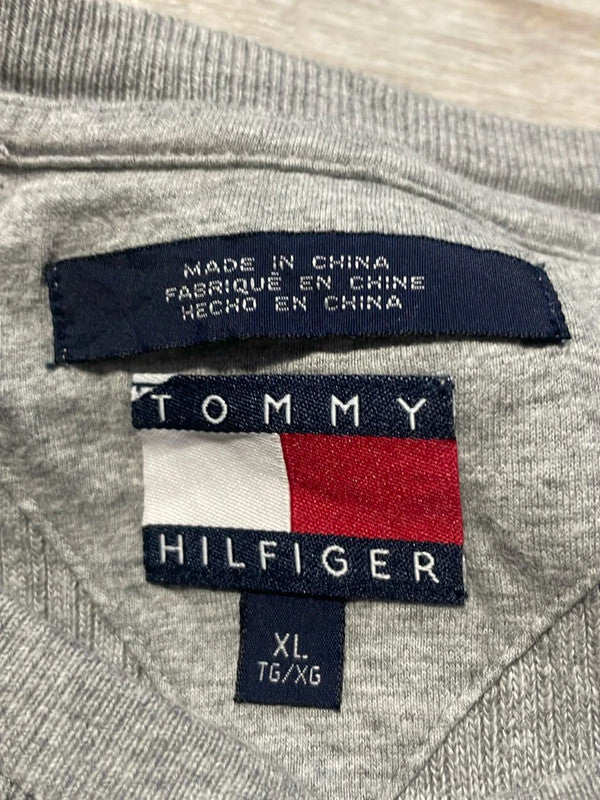 MADE IN CHINA
FABRIQUÉ EN CHINE
HECHO EN CHINA
TOMMY
HILFIGER
XL
TG/XG